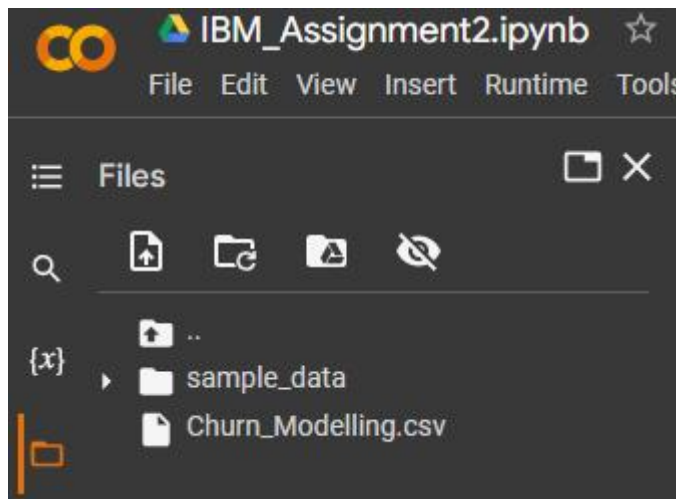 CO IBM_Assignment2.ipynb
File Edit View Insert Runtime Tools
Files
{x}
..
sample_data
Churn_Modelling.csv